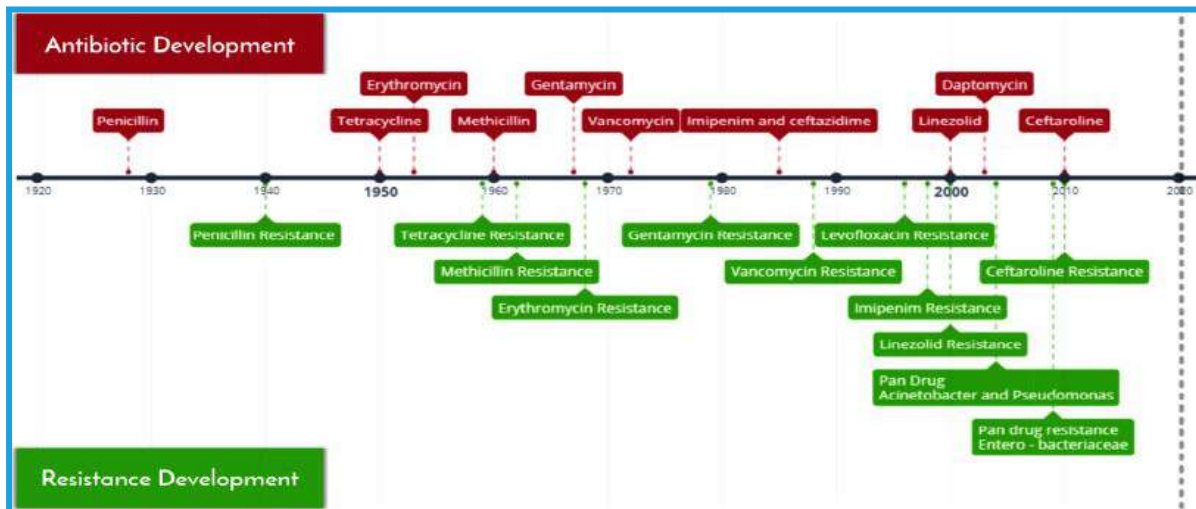 Antibiotic Development
Erythromycin
Gentamycin
Daptomycin
Penicillin
Tetracycline
Methicillin
Vancomycin
Imipenim and ceftazidime
Linezolid
Ceftaroline
1920
1930
1940
1950
1960
1970
1980
1990
2000
2010
Penicillin Resistance
Tetracycline Resistance
Gentamycin Resistance
Levofloxacin Resistance
Methicillin Resistance
Vancomycin Resistance
Ceftaroline Resistance
Erythromycin Resistance
Imipenim Resistance
Linezolid Resistance
Pan Drug
Acinetobacter and Pseudomonas
Pan drug resistance
Entero - bacteriaceae
Resistance Development